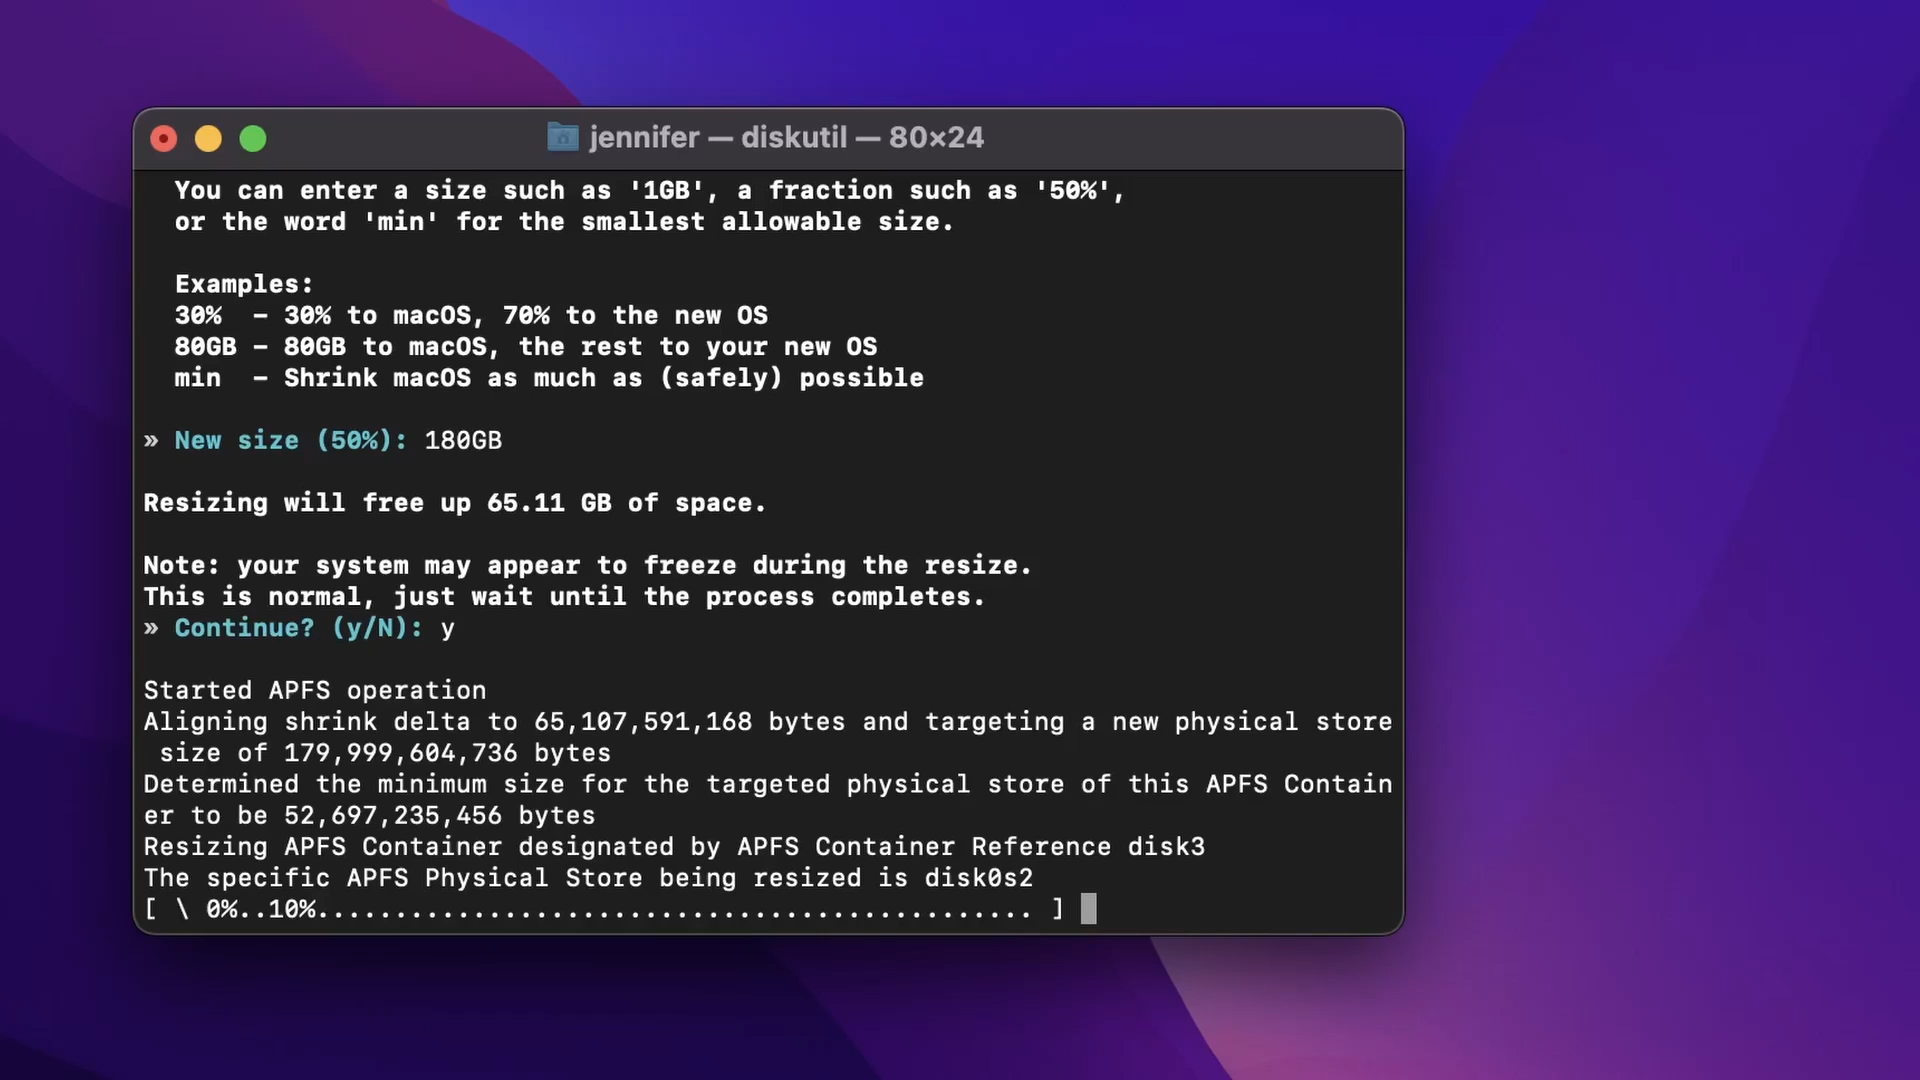 jennifer — diskutil — 80×24
You can enter a size such as '1GB', a fraction such as '50%',
or the word 'min' for the smallest allowable size.
Examples:
30%  – 30% to macOS, 70% to the new OS
80GB – 80GB to macOS, the rest to your new OS
min  – Shrink macOS as much as (safely) possible
» New size (50%): 180GB
Resizing will free up 65.11 GB of space.
Note: your system may appear to freeze during the resize.
This is normal, just wait until the process completes.
» Continue? (y/N): y
Started APFS operation
Aligning shrink delta to 65,107,591,168 bytes and targeting a new physical store
size of 179,999,604,736 bytes
Determined the minimum size for the targeted physical store of this APFS Contain
er to be 52,697,235,456 bytes
Resizing APFS Container designated by APFS Container Reference disk3
The specific APFS Physical Store being resized is disk0s2
[ \ 0%..10%.............................................. ]